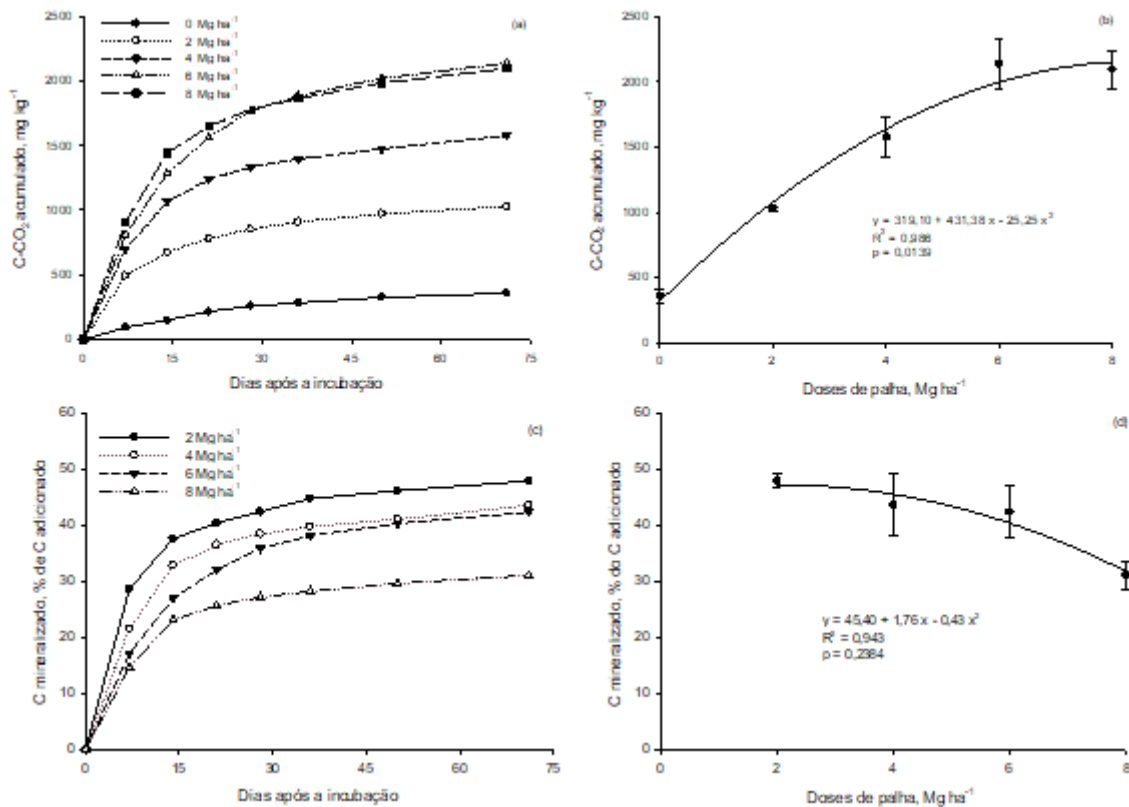 0 Mg ha⁻¹
2 Mg ha⁻¹
4 Mg ha⁻¹
6 Mg ha⁻¹
8 Mg ha⁻¹
(a)
2500
2000
1500
1000
500
0
C-CO₂ acumulado, mg kg⁻¹
0 15 30 45 60 75
Dias após a incubação
(b)
2500
2000
1500
1000
500
0
C-CO₂ acumulado, mg kg⁻¹
y = 319,10 + 431,38 x - 25,25 x²
R² = 0,986
p = 0,0139
0 2 4 6 8
Doses de palha, Mg ha⁻¹
2 Mg ha⁻¹
4 Mg ha⁻¹
6 Mg ha⁻¹
8 Mg ha⁻¹
(c)
60
50
40
30
20
10
0
C mineralizado, % de C adicionado
0 15 30 45 60 75
Dias após a incubação
(d)
60
50
40
30
20
10
0
C mineralizado, % do C adicionado
y = 45,40 + 1,76 x - 0,43 x²
R² = 0,943
p = 0,2384
0 2 4 6 8
Doses de palha, Mg ha⁻¹